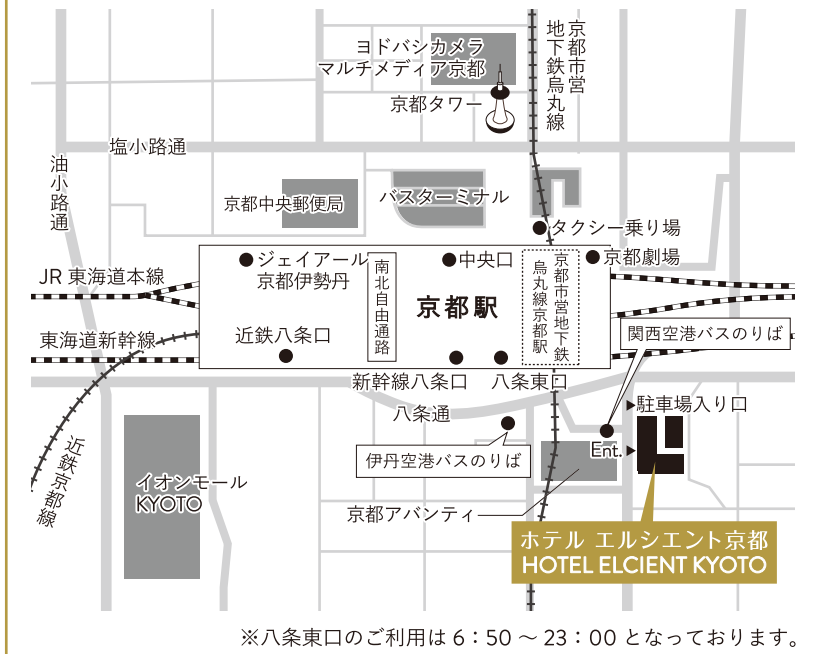 ヨドバシカメラ
マルチメディア京都
京都タワー
京都市営
地下鉄烏丸線
塩小路通
油小路通
京都中央郵便局
バスターミナル
タクシー乗り場
京都劇場
ジェイアール
京都伊勢丹
南北自由通路
中央口
京都駅
京都市営地下鉄
烏丸線京都駅
JR 東海道本線
東海道新幹線
近鉄八条口
新幹線八条口
八条東口
関西空港バスのりば
八条通
駐車場入り口
伊丹空港バスのりば
Ent.
近鉄京都線
イオンモール
KYOTO
京都アバンティ
ホテル エルシエント京都
HOTEL ELCIENT KYOTO
※八条東口のご利用は 6：50 〜 23：00 となっております。